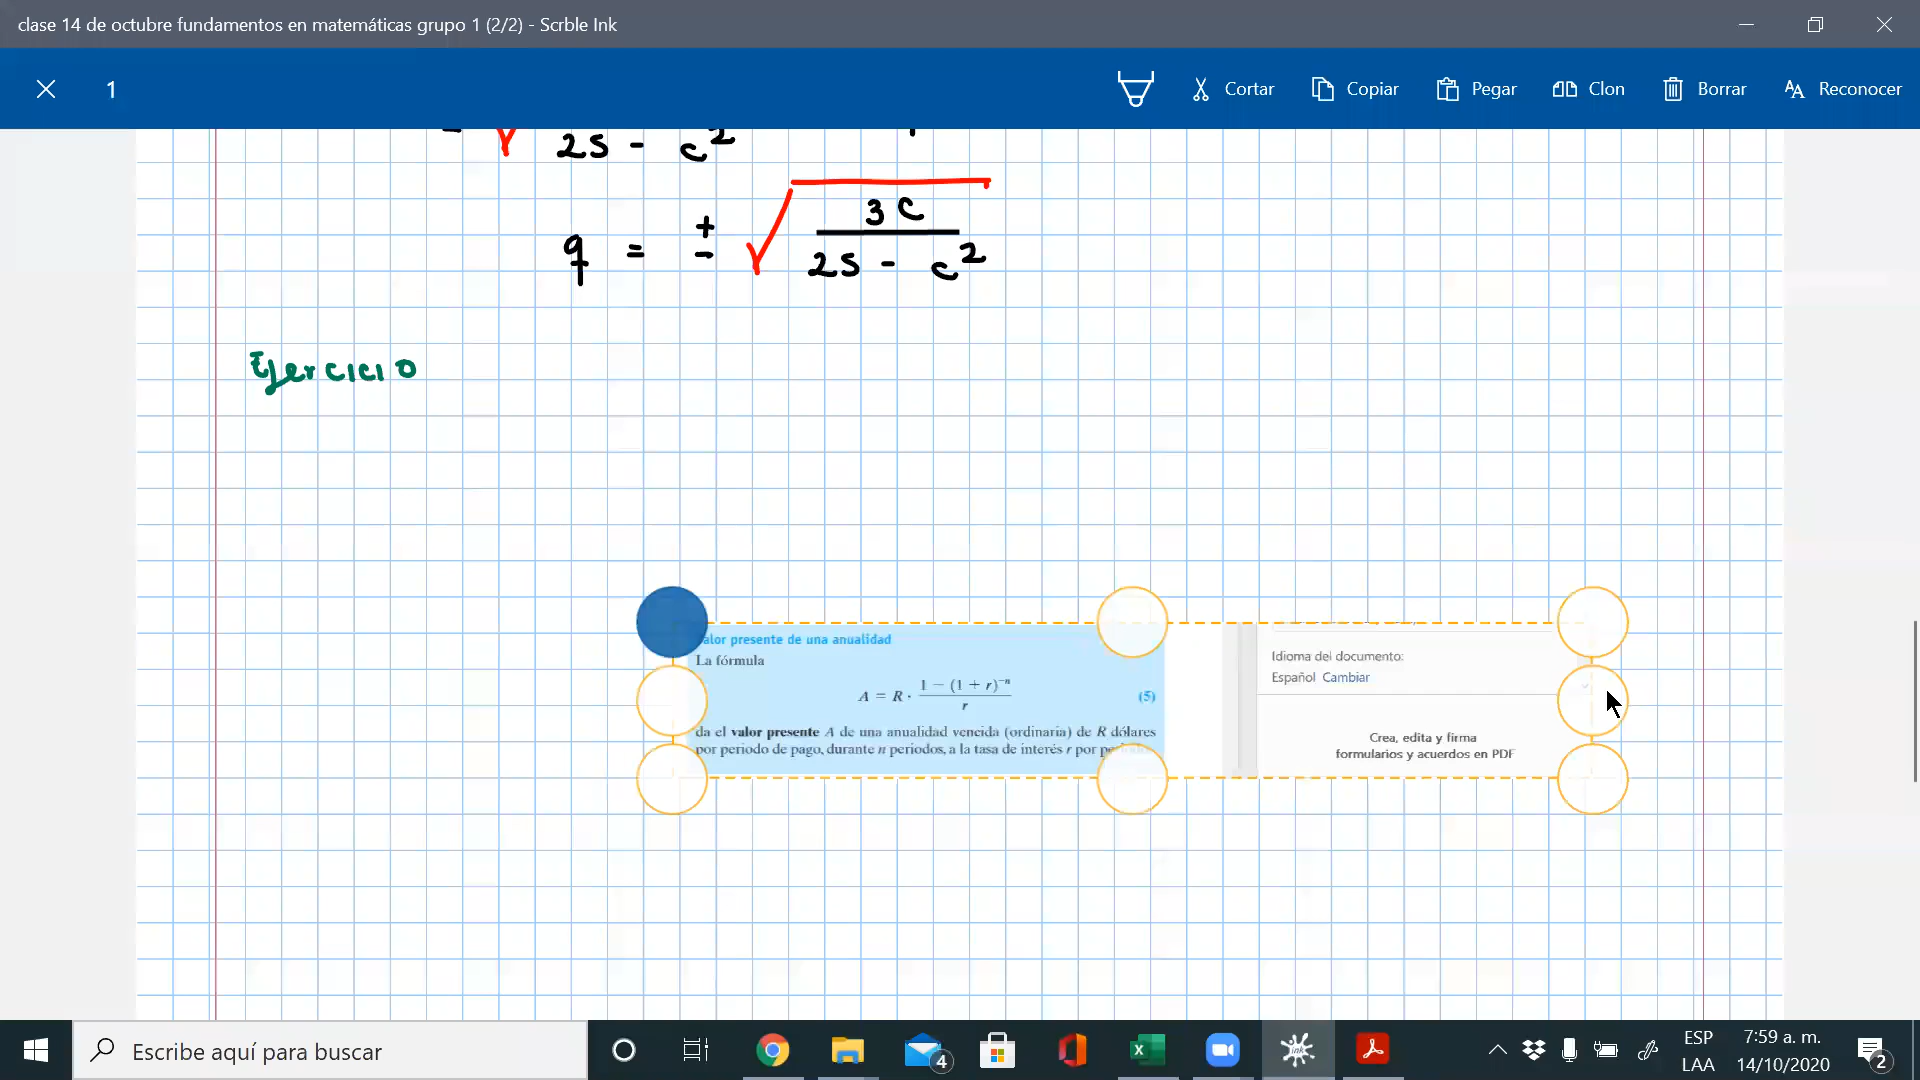 clase 14 de octubre fundamentos en matemáticas grupo 1 (2/2) - Scrble Ink
1
Cortar
Copiar
Pegar
Clon
Borrar
Reconocer
2s - c²
q = ± √ 3c / 2s - c²
Ejercicio
alor presente de una anualidad
La fórmula
A = R · 1 − (1 + r)⁻ⁿ / r
(5)
da el valor presente A de una anualidad vencida (ordinaria) de R dólares
por periodo de pago, durante n periodos, a la tasa de interés r por
Idioma del documento:
Español Cambiar
Crea, edita y firma
formularios y acuerdos en PDF
Escribe aquí para buscar
4
ESP
LAA
7:59 a. m.
14/10/2020
2